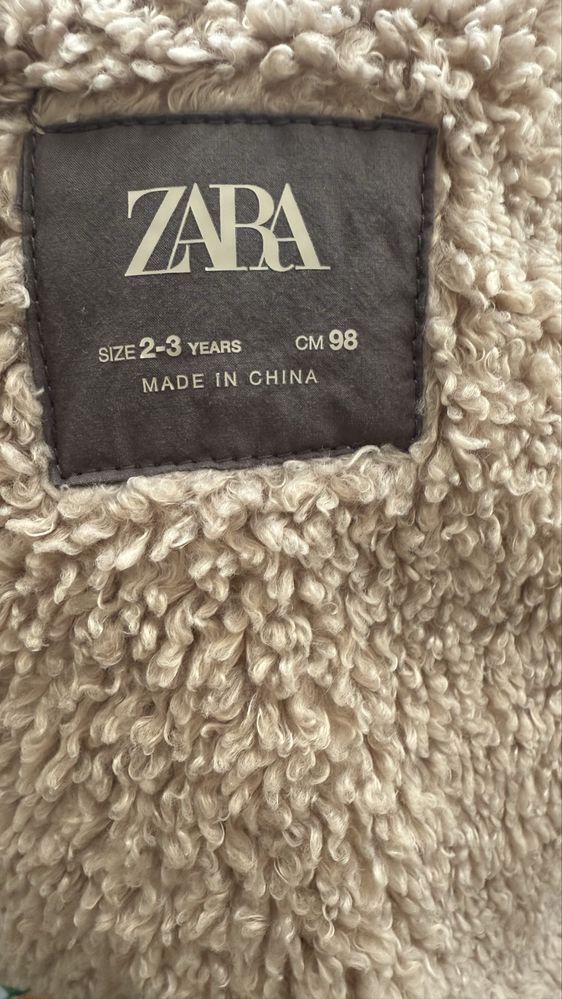 ZARA
SIZE 2-3 YEARS CM 98
MADE IN CHINA